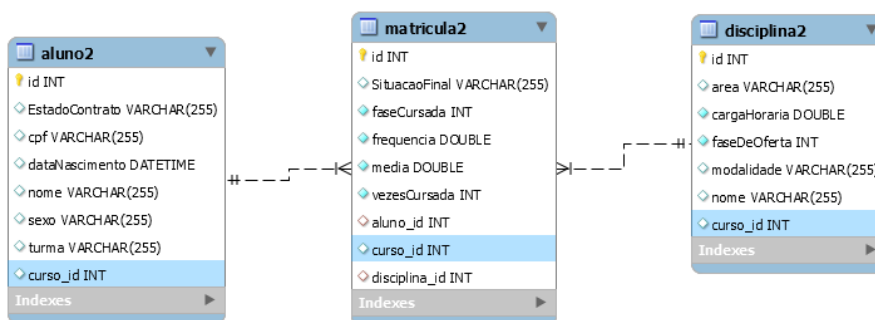 aluno2
id INT
EstadoContrato VARCHAR(255)
cpf VARCHAR(255)
dataNascimento DATETIME
nome VARCHAR(255)
sexo VARCHAR(255)
turma VARCHAR(255)
curso_id INT
Indexes
matricula2
id INT
SituacaoFinal VARCHAR(255)
faseCursada INT
frequencia DOUBLE
media DOUBLE
vezesCursada INT
aluno_id INT
curso_id INT
disciplina_id INT
Indexes
disciplina2
id INT
area VARCHAR(255)
cargaHoraria DOUBLE
faseDeOferta INT
modalidade VARCHAR(255)
nome VARCHAR(255)
curso_id INT
Indexes